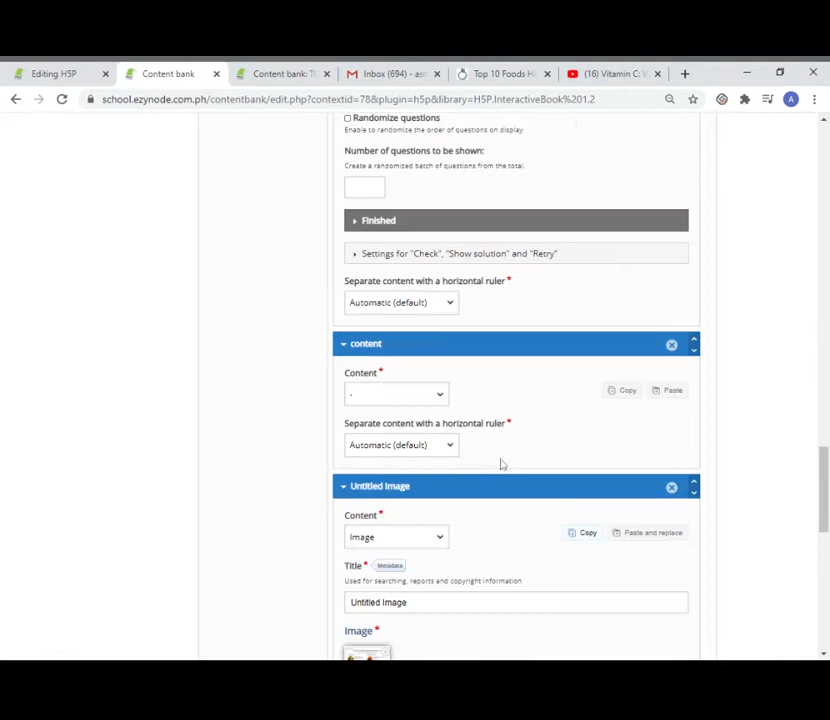 Editing H5P
Content bank
Content bank: TO
Inbox (694) - asc
Top 10 Foods Hi
(16) Vitamin C: V
school.ezynode.com.ph/contentbank/edit.php?contextid=78&plugin=h5p&library=H5P.InteractiveBook%201.2
A
Randomize questions
Enable to randomize the order of questions on display.
Number of questions to be shown:
Create a randomized batch of questions from the total.
Finished
Settings for "Check", "Show solution" and "Retry"
Separate content with a horizontal ruler *
Automatic (default)
content
Content *
-
Copy
Paste
Separate content with a horizontal ruler *
Automatic (default)
Untitled Image
Content *
Image
Copy
Paste and replace
Title * Metadata
Used for searching, reports and copyright information
Untitled Image
Image *